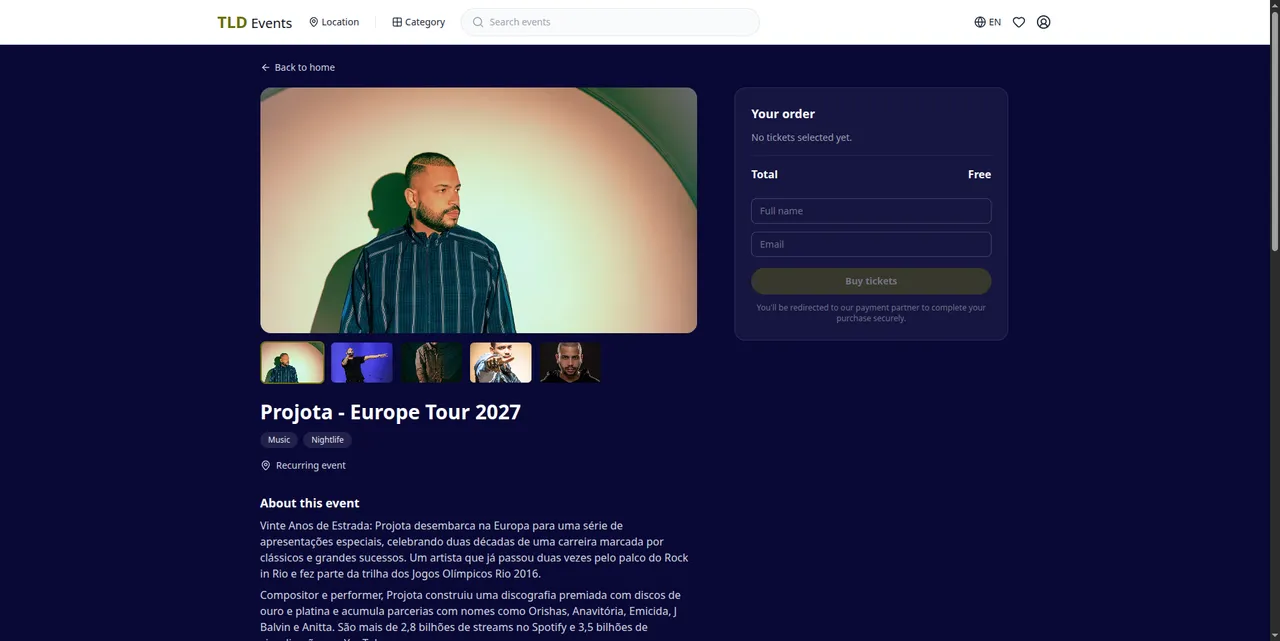 TLD Events
Location
Category
Search events
EN
Back to home
Your order
No tickets selected yet.
Total
Free
Full name
Email
Buy tickets
You'll be redirected to our payment partner to complete your
purchase securely.
Projota - Europe Tour 2027
Music
Nightlife
Recurring event
About this event
Vinte Anos de Estrada: Projota desembarca na Europa para uma série de
apresentações especiais, celebrando duas décadas de uma carreira marcada por
clássicos e grandes sucessos. Um artista que já passou duas vezes pelo palco do Rock
in Rio e fez parte da trilha dos Jogos Olímpicos Rio 2016.
Compositor e performer, Projota construiu uma discografia premiada com discos de
ouro e platina e acumula parcerias com nomes como Orishas, Anavitória, Emicida, J
Balvin e Anitta. São mais de 2,8 bilhões de streams no Spotify e 3,5 bilhões de